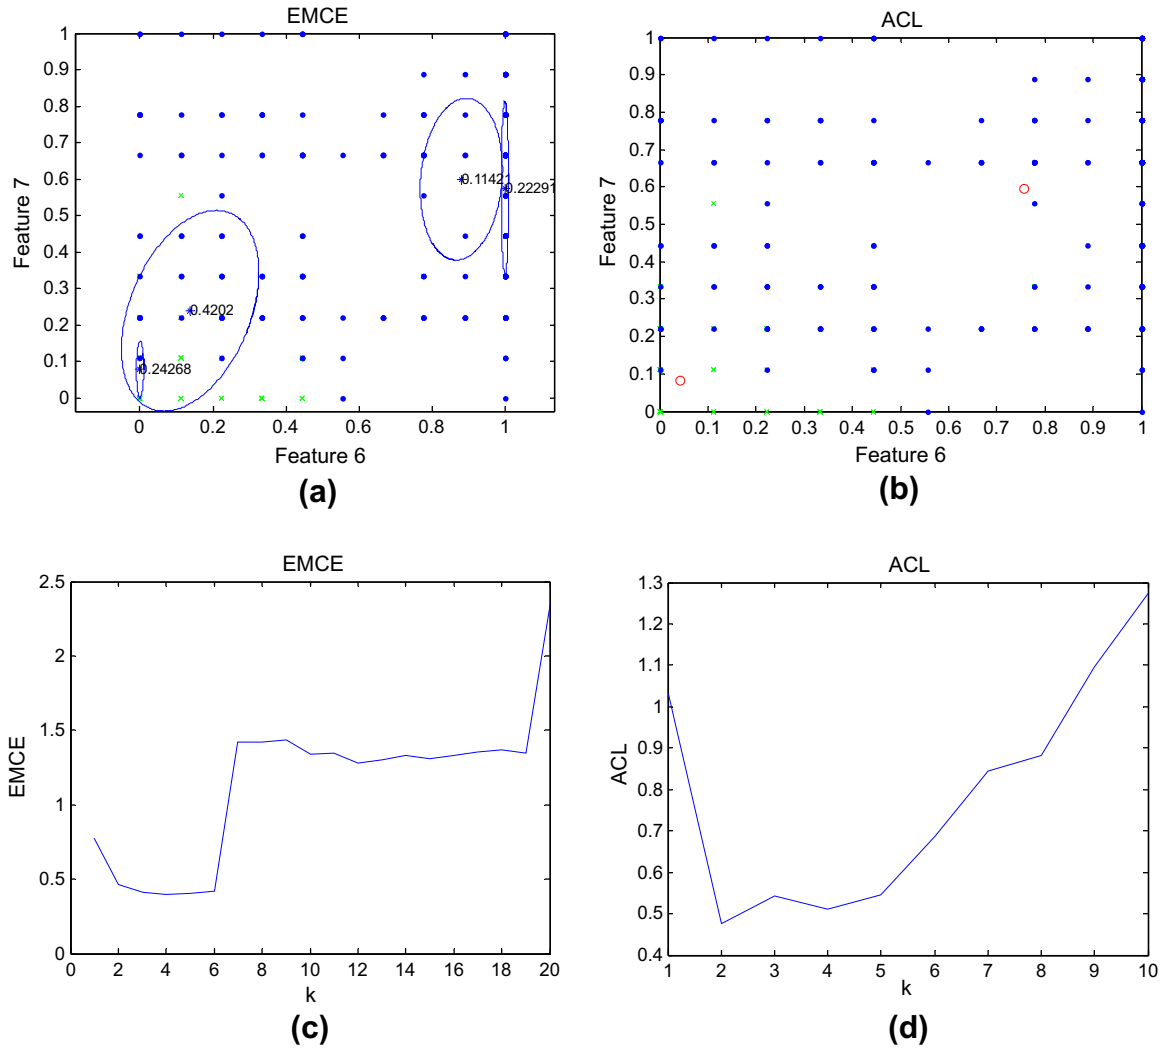 EMCE
1
0.9
0.8
0.7
0.6
0.5
0.4
0.3
0.2
0.1
0
Feature 7
0.11421
0.22291
0.4202
0.24268
0 0.2 0.4 0.6 0.8 1
Feature 6
(a)
ACL
1
0.9
0.8
0.7
0.6
0.5
0.4
0.3
0.2
0.1
0
Feature 7
0 0.1 0.2 0.3 0.4 0.5 0.6 0.7 0.8 0.9 1
Feature 6
(b)
EMCE
2.5
2
1.5
1
0.5
0
EMCE
0 2 4 6 8 10 12 14 16 18 20
k
(c)
ACL
1.3
1.2
1.1
1
0.9
0.8
0.7
0.6
0.5
0.4
ACL
1 2 3 4 5 6 7 8 9 10
k
(d)